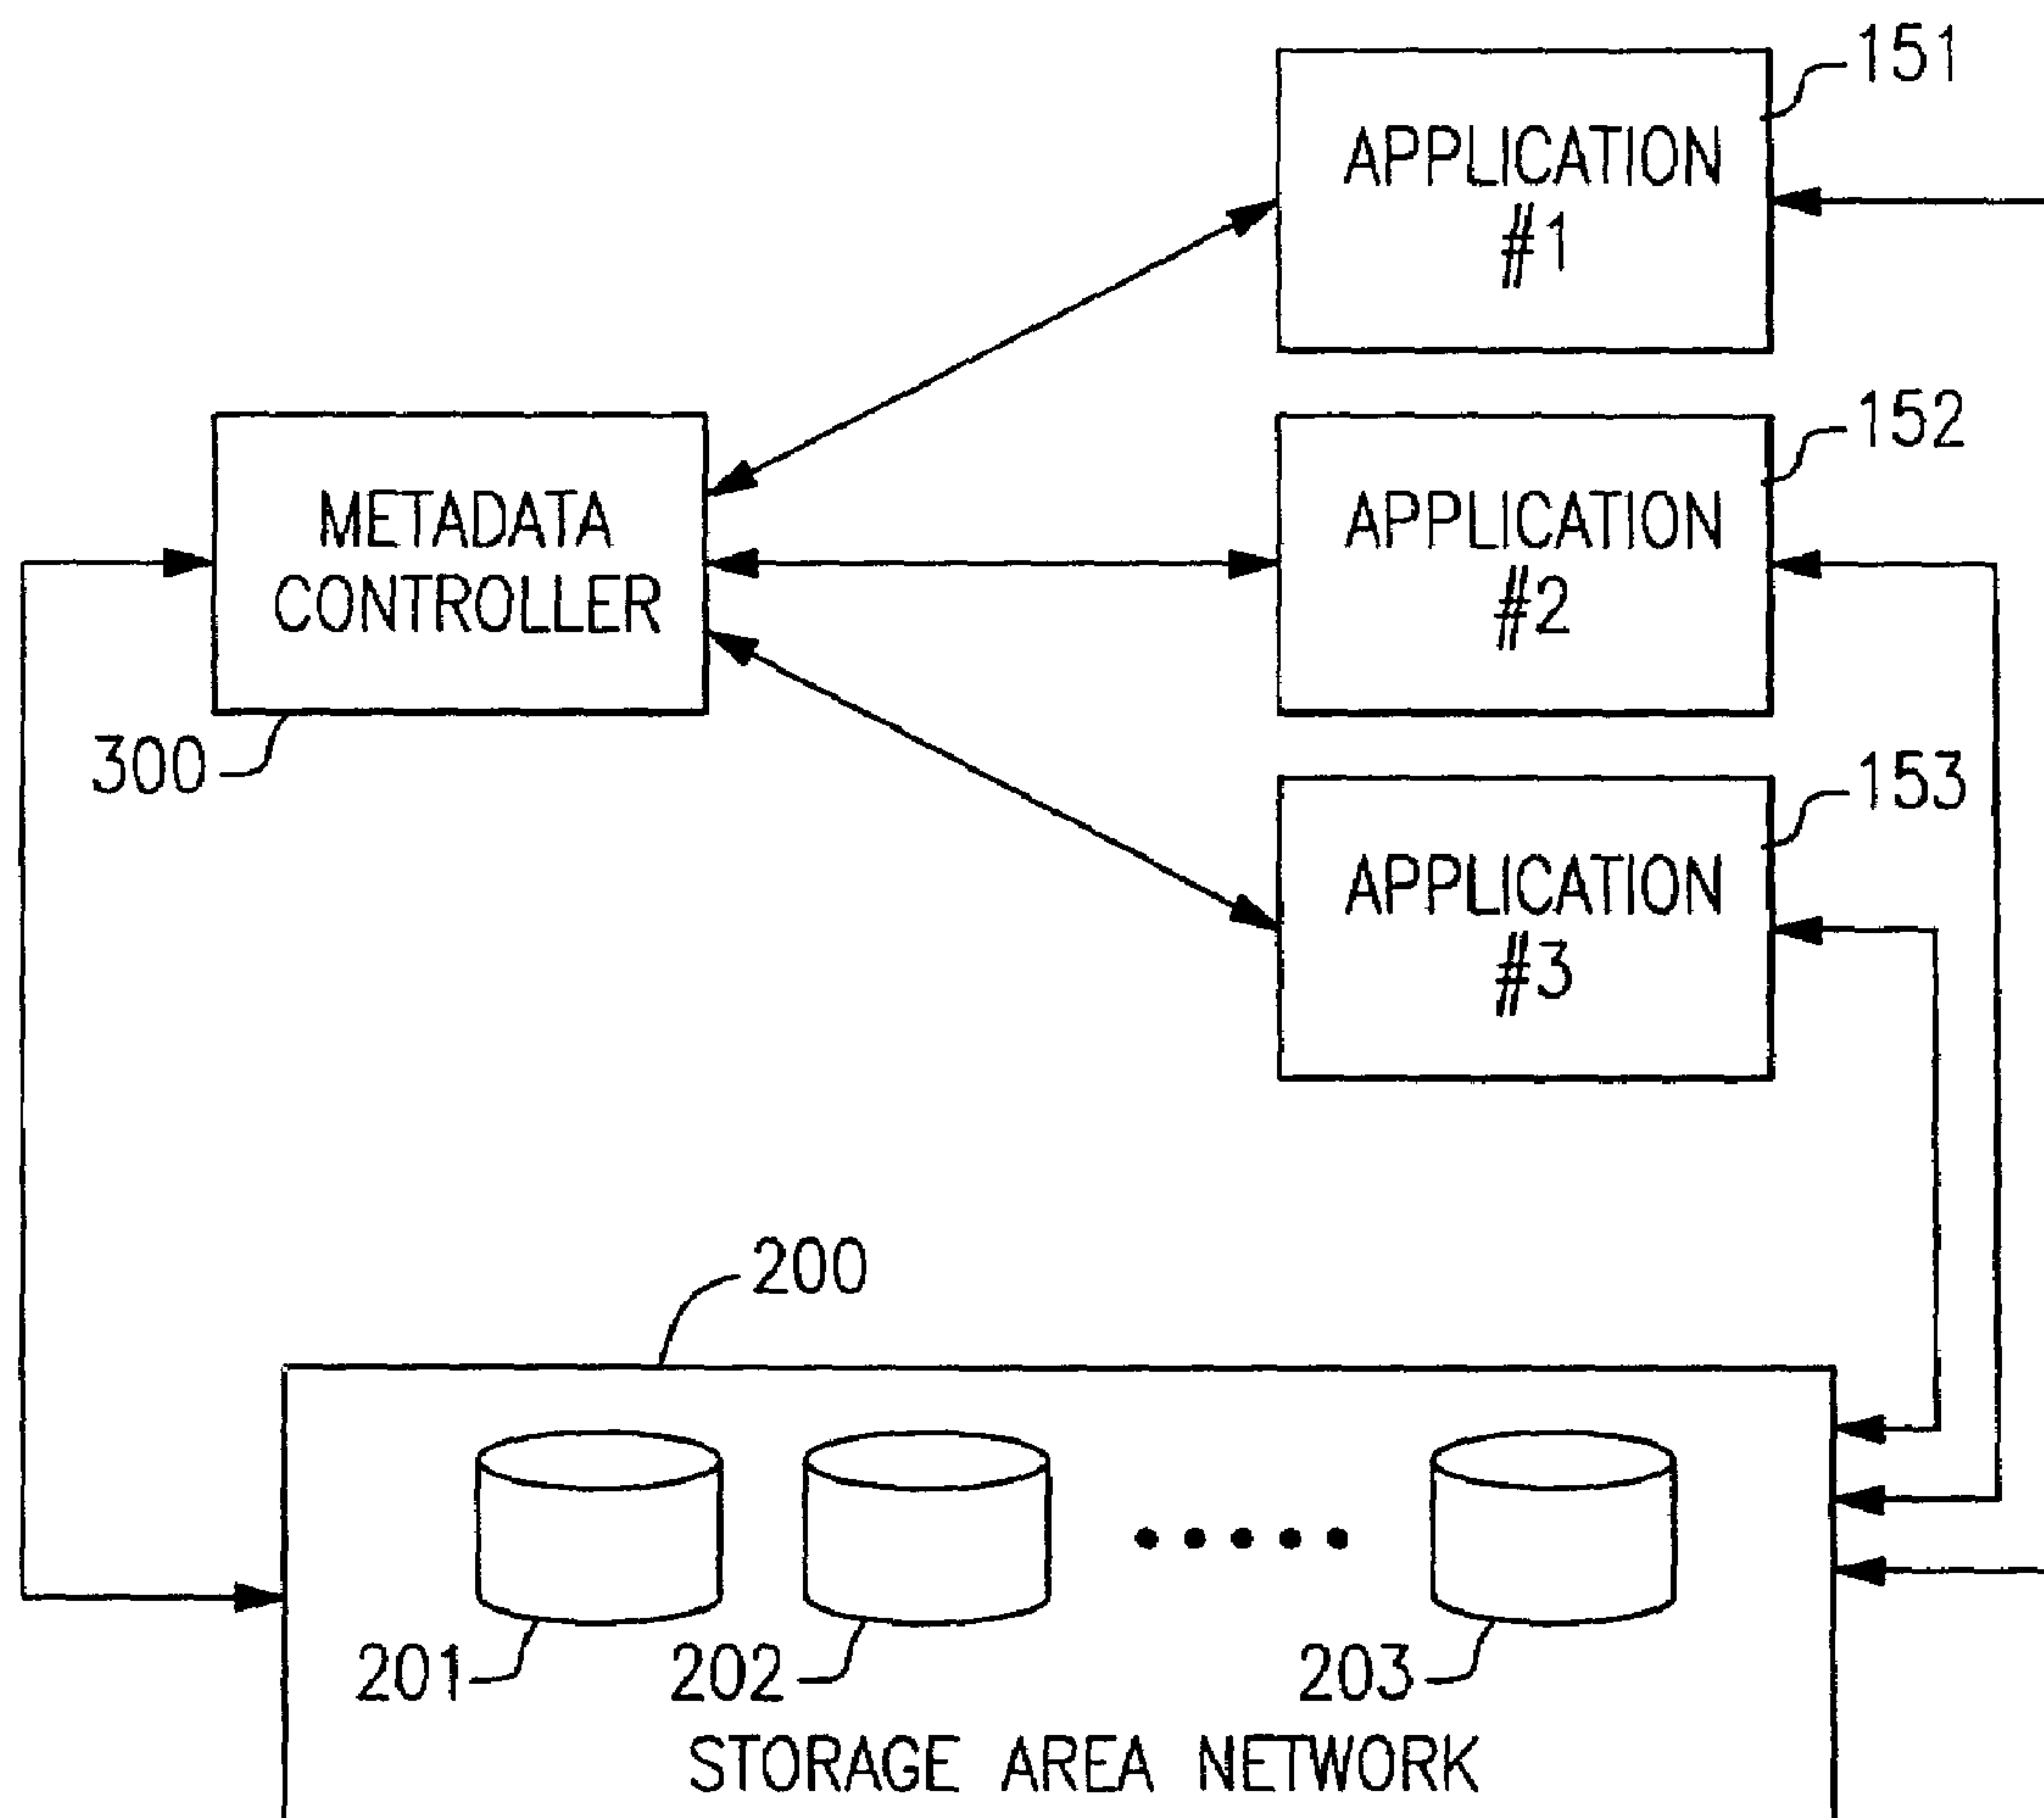 151
APPLICATION
#1
152
METADATA
CONTROLLER
APPLICATION
#2
300
153
APPLICATION
#3
200
201
202
203
STORAGE AREA NETWORK